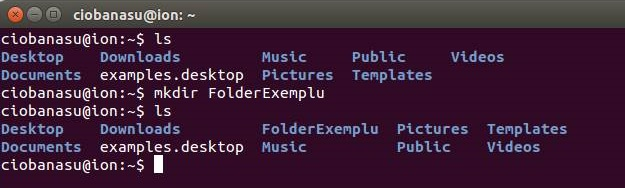 ciobanasu@ion: ~
ciobanasu@ion:~$ ls
Desktop    Downloads         Music     Public     Videos
Documents  examples.desktop  Pictures  Templates
ciobanasu@ion:~$ mkdir FolderExemplu
ciobanasu@ion:~$ ls
Desktop    Downloads         FolderExemplu  Pictures  Templates
Documents  examples.desktop  Music          Public    Videos
ciobanasu@ion:~$